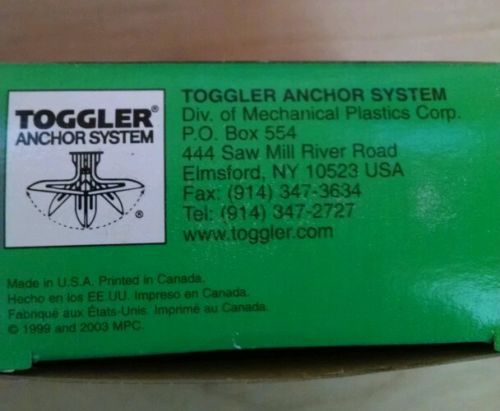 TOGGLER®
ANCHOR SYSTEM
®
TOGGLER ANCHOR SYSTEM
Div. of Mechanical Plastics Corp.
P.O. Box 554
444 Saw Mill River Road
Elmsford, NY 10523 USA
Fax: (914) 347-3634
Tel: (914) 347-2727
www.toggler.com
Made in U.S.A. Printed in Canada.
Hecho en los EE.UU. Impreso en Canada.
Fabriqué aux États-Unis. Imprimé au Canada.
© 1999 and 2003 MPC.